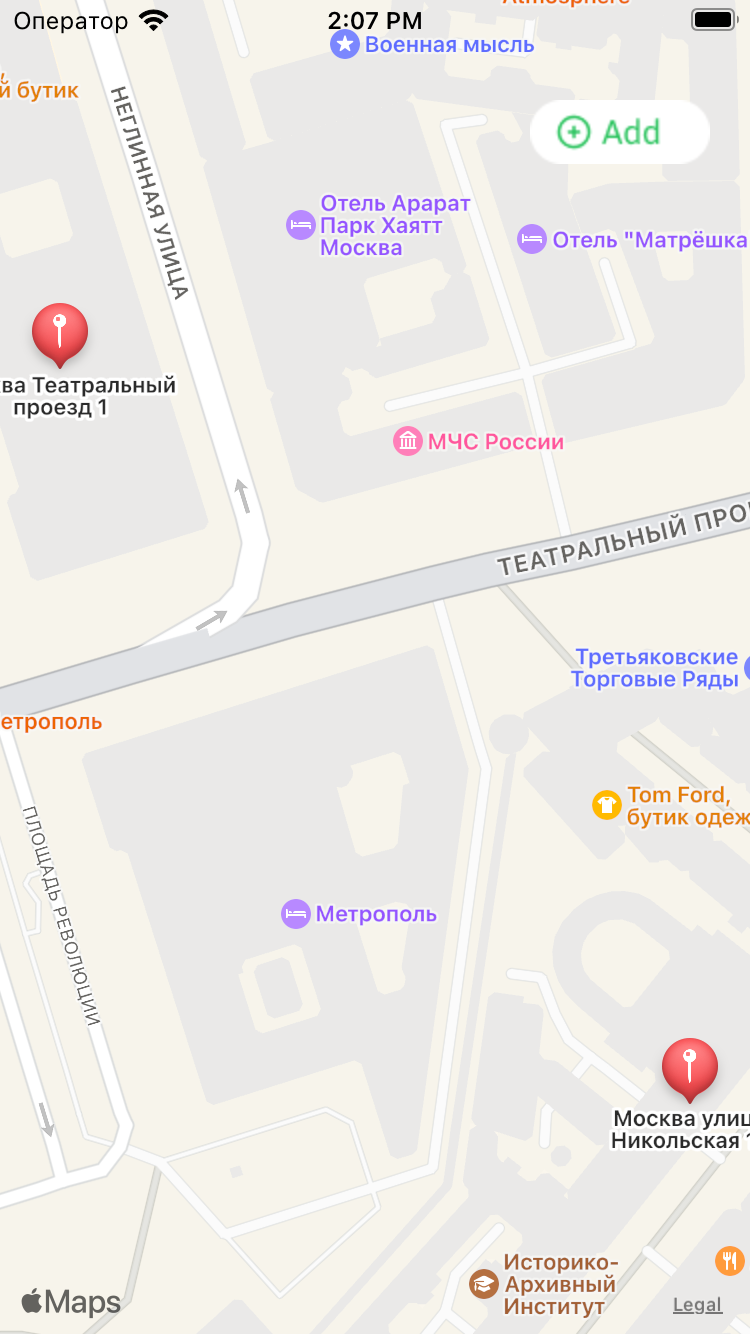 Оператор
2:07 PM
Военная мысль
й бутик
Add
НЕГЛИННАЯ УЛИЦА
Отель Арарат
Парк Хаятт
Москва
Отель "Матрёшка
ва Театральный
проезд 1
МЧС России
ТЕАТРАЛЬНЫЙ ПРО
Третьяковские
Торговые Ряды
етрополь
Tom Ford,
бутик одеж
ПЛОЩАДЬ РЕВОЛЮЦИИ
Метрополь
Москва улиц
Никольская 1
Историко-
Архивный
Институт
Maps
Legal